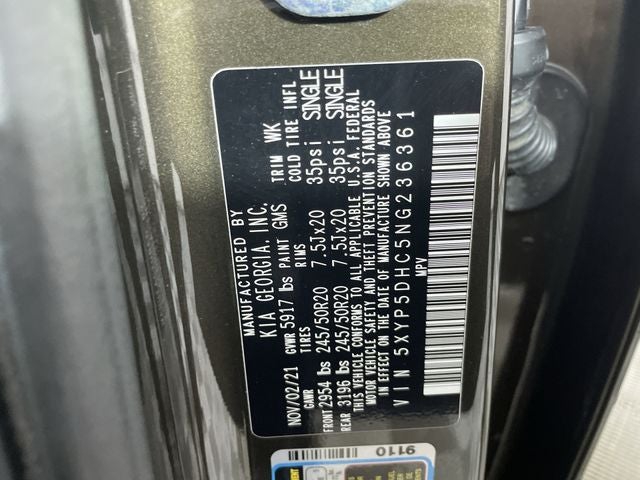 MANUFACTURED BY
KIA GEORGIA, INC.
NOV/02/21 GVWR 5917 lbs PAINT GMS TRIM WK
GAWR TIRES RIMS COLD TIRE INFL
FRONT 2954 lbs 245/50R20 7.5Jx20 35psi SINGLE
REAR 3196 lbs 245/50R20 7.5Jx20 35psi SINGLE
THIS VEHICLE CONFORMS TO ALL APPLICABLE U.S.A. FEDERAL
MOTOR VEHICLE SAFETY AND THEFT PREVENTION STANDARDS
IN EFFECT ON THE DATE OF MANUFACTURE SHOWN ABOVE
VIN 5XYP5DHC5NG236361
MPV
9110